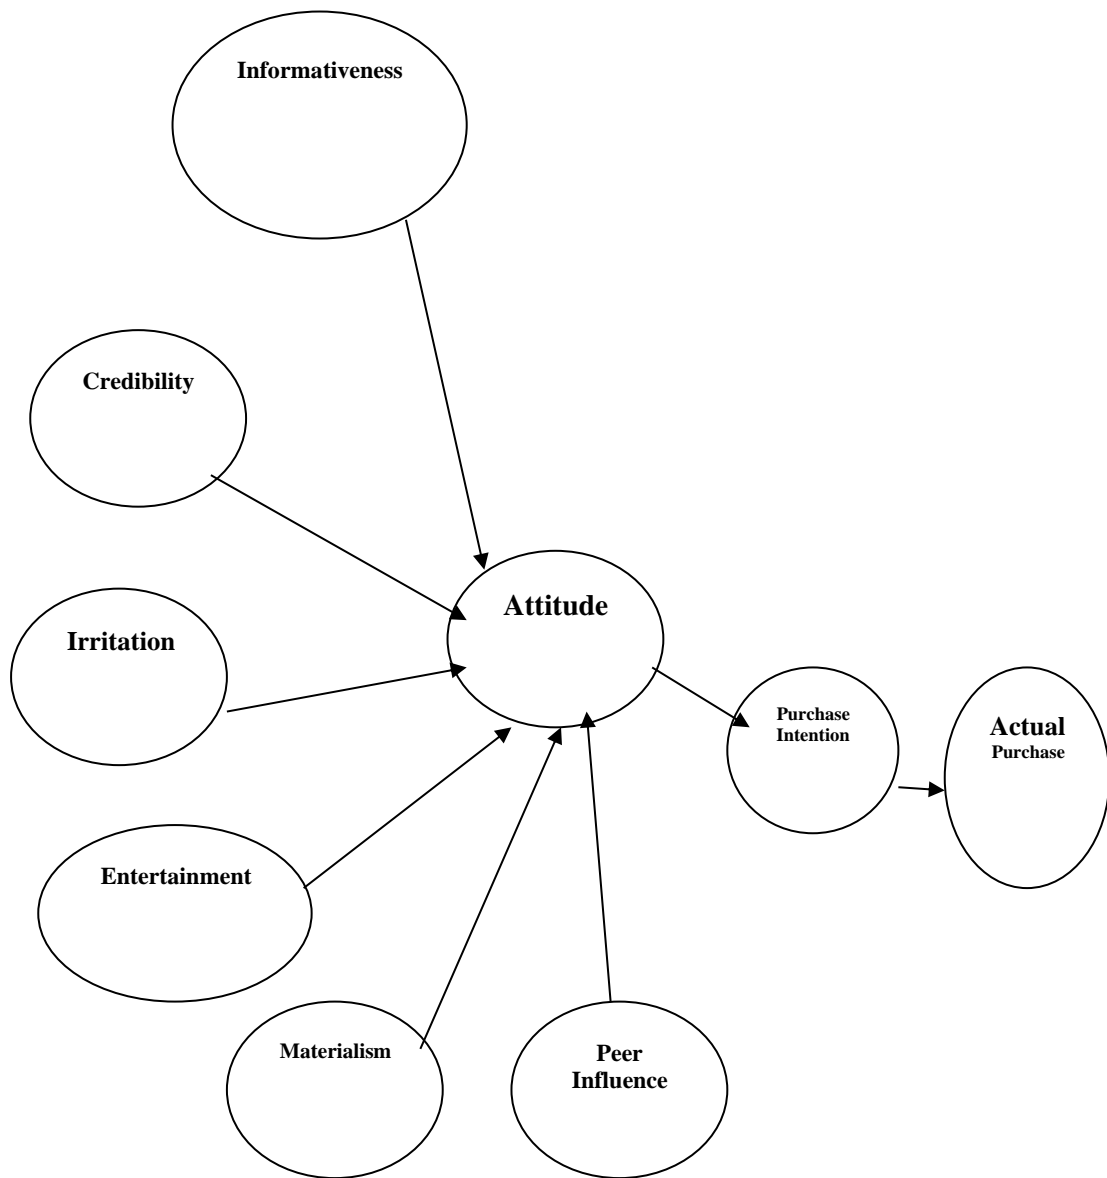 Informativeness
Credibility
Attitude
Irritation
Purchase
Intention
Actual
Purchase
Entertainment
Materialism
Peer
Influence